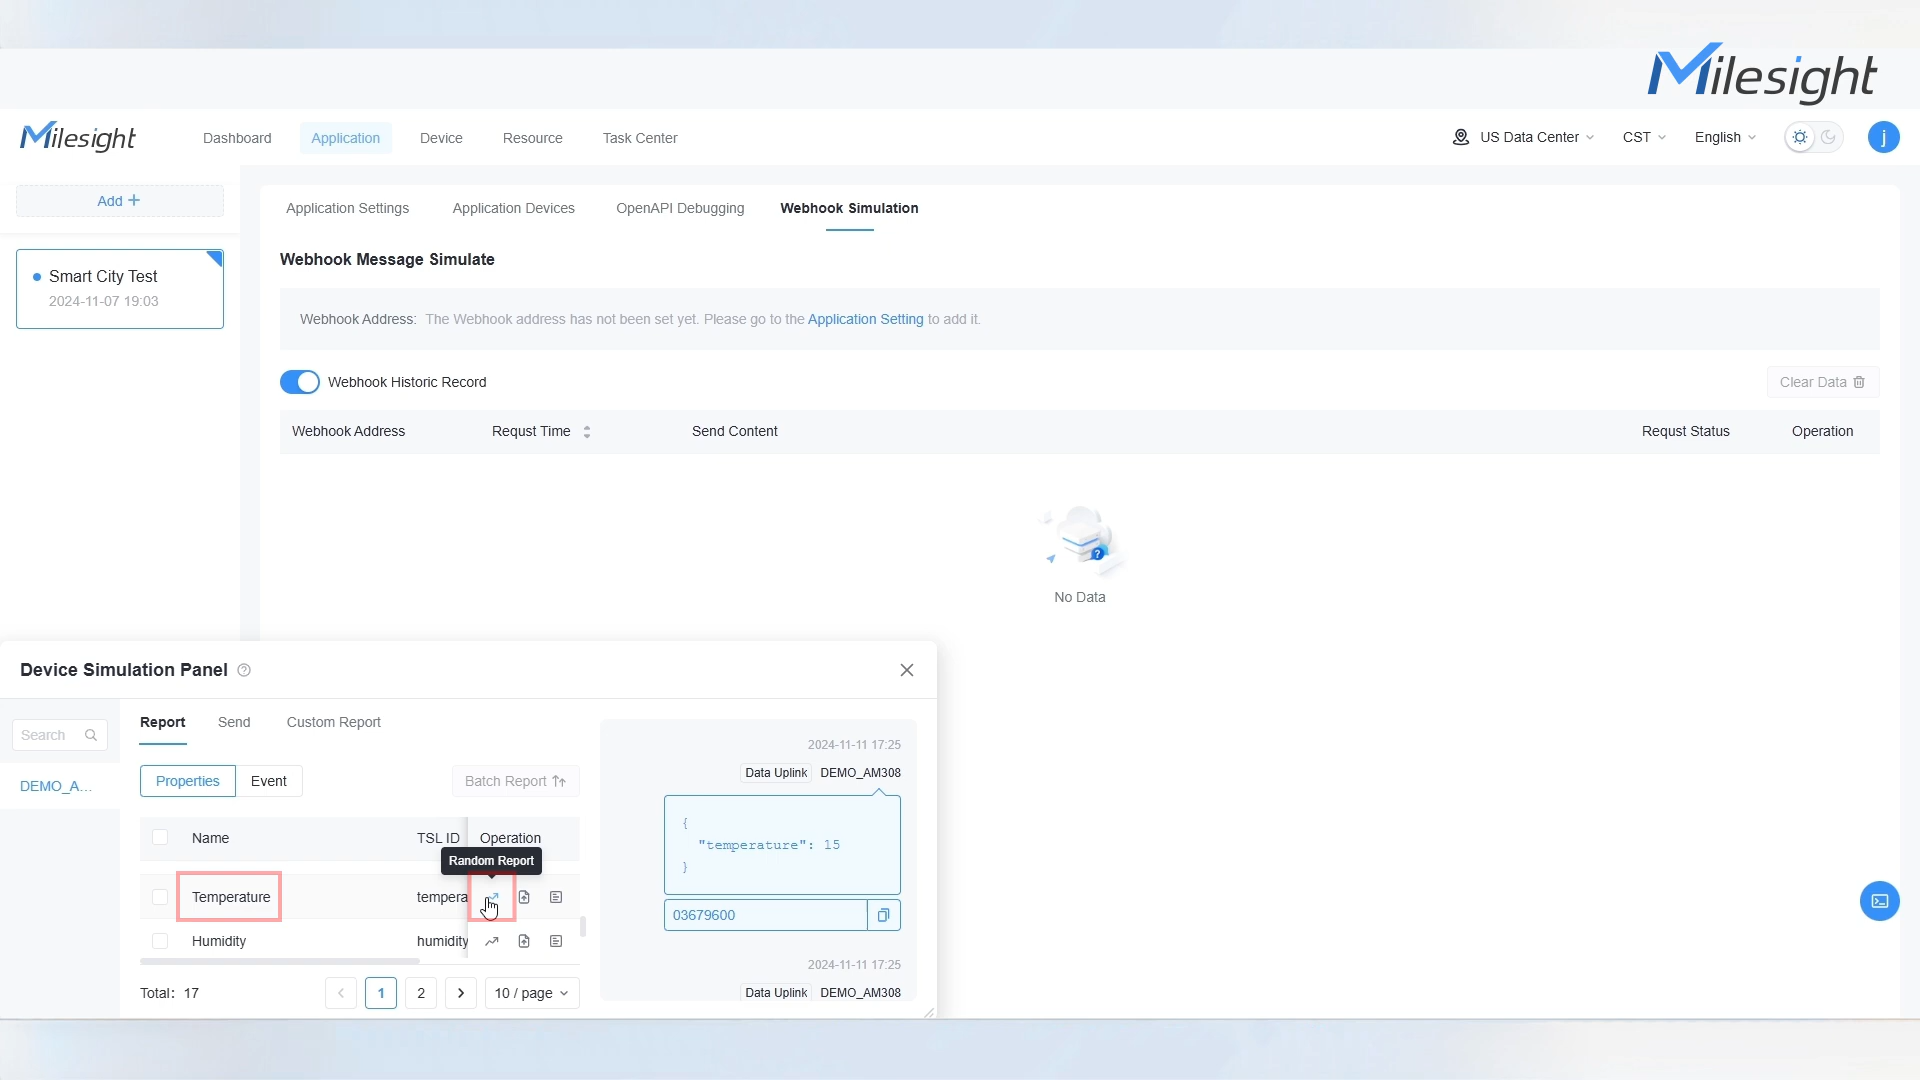 Milesight
Milesight
Dashboard
Application
Device
Resource
Task Center
US Data Center
CST
English
j
Add +
Smart City Test
2024-11-07 19:03
Application Settings
Application Devices
OpenAPI Debugging
Webhook Simulation
Webhook Message Simulate
Webhook Address: The Webhook address has not been set yet. Please go to the Application Setting to add it.
Webhook Historic Record
Clear Data
Webhook Address
Requst Time
Send Content
Requst Status
Operation
No Data
Device Simulation Panel
Search
DEMO_A...
Report
Send
Custom Report
Properties
Event
Batch Report
Name
TSL ID
Operation
Random Report
Temperature
tempera
Humidity
humidity
Total: 17
1
2
10 / page
2024-11-11 17:25
Data Uplink DEMO_AM308
{
"temperature": 15
}
03679600
2024-11-11 17:25
Data Uplink DEMO_AM308